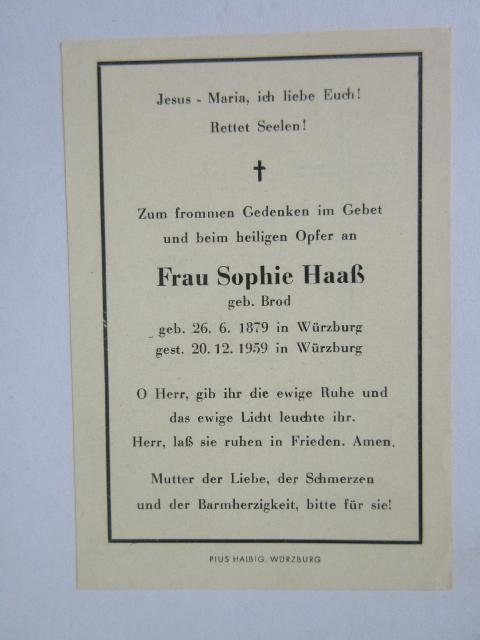 Jesus - Maria, ich liebe Euch!
Rettet Seelen!
Zum frommen Gedenken im Gebet
und beim heiligen Opfer an
Frau Sophie Haaß
geb. Brod
geb. 26. 6. 1879 in Würzburg
gest. 20. 12. 1959 in Würzburg
O Herr, gib ihr die ewige Ruhe und
das ewige Licht leuchte ihr.
Herr, laß sie ruhen in Frieden. Amen.
Mutter der Liebe, der Schmerzen
und der Barmherzigkeit, bitte für sie!
PIUS HALBIG, WÜRZBURG